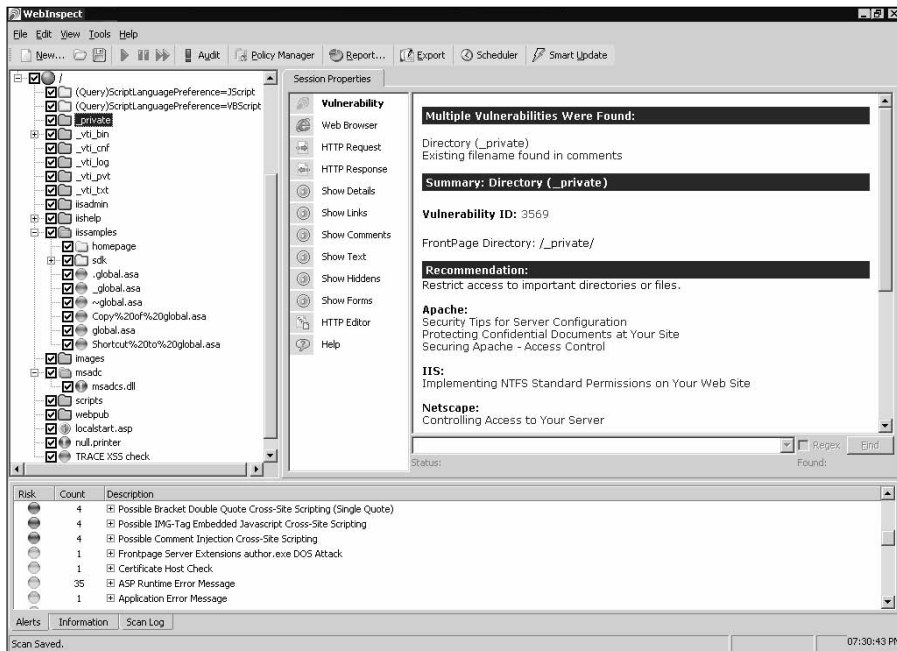 WebInspect
File Edit View Tools Help
New... Audit Policy Manager Report... Export Scheduler Smart Update
/
(Query)ScriptLanguagePreference=JScript
(Query)ScriptLanguagePreference=VBScript
_private
_vti_bin
_vti_cnf
_vti_log
_vti_pvt
_vti_txt
iisadmin
iishelp
iissamples
homepage
sdk
.global.asa
_global.asa
~global.asa
Copy%20of%20global.asa
global.asa
Shortcut%20to%20global.asa
images
msadc
msadcs.dll
scripts
webpub
localstart.asp
null.printer
TRACE XSS check
Session Properties
Vulnerability
Web Browser
HTTP Request
HTTP Response
Show Details
Show Links
Show Comments
Show Text
Show Hiddens
Show Forms
HTTP Editor
Help
Multiple Vulnerabilities Were Found:
Directory (_private)
Existing filename found in comments
Summary: Directory (_private)
Vulnerability ID: 3569
FrontPage Directory: /_private/
Recommendation:
Restrict access to important directories or files.
Apache:
Security Tips for Server Configuration
Protecting Confidential Documents at Your Site
Securing Apache - Access Control
IIS:
Implementing NTFS Standard Permissions on Your Web Site
Netscape:
Controlling Access to Your Server
Regex Find
Status: Found:
Risk Count Description
4 Possible Bracket Double Quote Cross-Site Scripting (Single Quote)
4 Possible IMG-Tag Embedded Javascript Cross-Site Scripting
4 Possible Comment Injection Cross-Site Scripting
1 Frontpage Server Extensions author.exe DOS Attack
1 Certificate Host Check
35 ASP Runtime Error Message
1 Application Error Message
Alerts Information Scan Log
Scan Saved. 07:30:43 PM